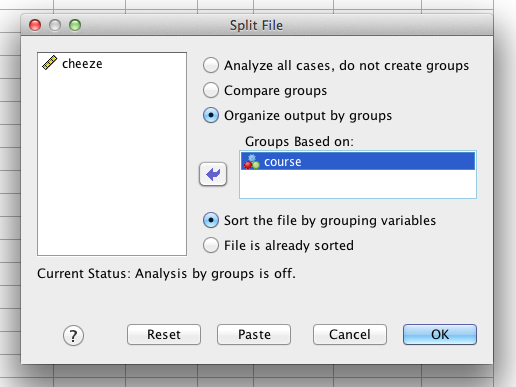 Split File
cheeze
Analyze all cases, do not create groups
Compare groups
Organize output by groups
Groups Based on:
course
Sort the file by grouping variables
File is already sorted
Current Status: Analysis by groups is off.
?
Reset
Paste
Cancel
OK